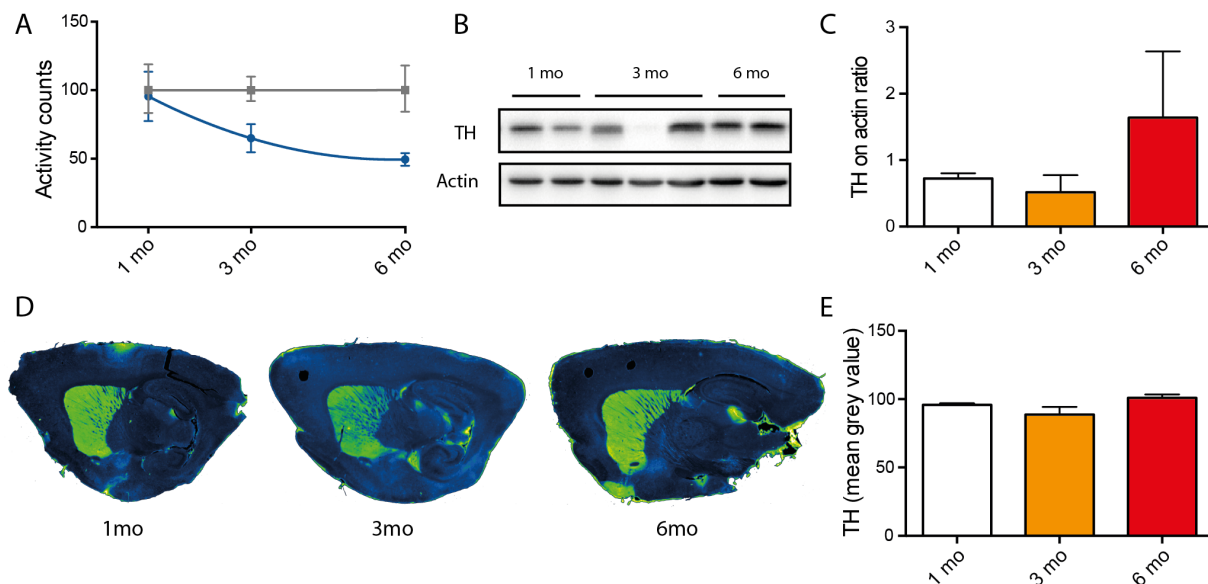 A
Activity counts
150
100
50
0
1 mo
3 mo
6 mo
B
1 mo
3 mo
6 mo
TH
Actin
C
TH on actin ratio
3
2
1
0
1 mo
3 mo
6 mo
D
1mo
3mo
6mo
E
TH (mean grey value)
150
100
50
0
1 mo
3 mo
6 mo